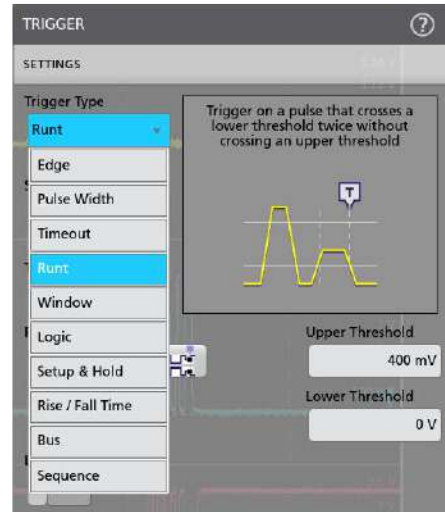 TRIGGER
?
SETTINGS
Trigger Type
Runt
Edge
Pulse Width
Timeout
Runt
Window
Logic
Setup & Hold
Rise / Fall Time
Bus
Sequence
Trigger on a pulse that crosses a
lower threshold twice without
crossing an upper threshold
T
Upper Threshold
400 mV
Lower Threshold
0 V